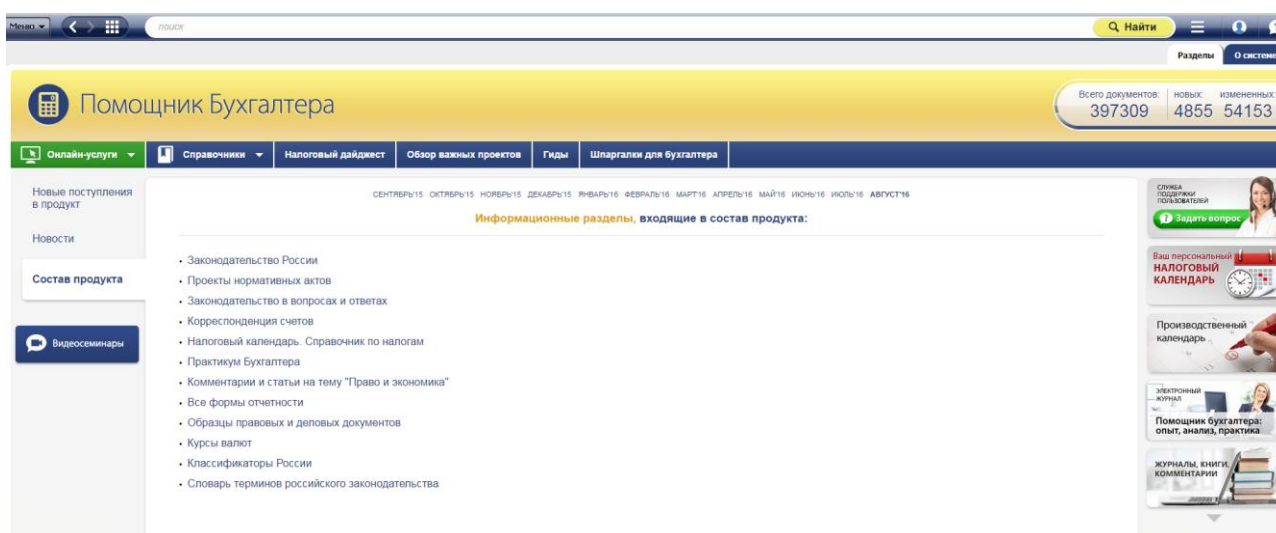 Меню
поиск
Найти
Разделы
О системе
Помощник Бухгалтера
Всего документов: новых: измененных:
397309 4855 54153
Онлайн-услуги
Справочники
Налоговый дайджест
Обзор важных проектов
Гиды
Шпаргалки для бухгалтера
Новые поступления
в продукт
Новости
Состав продукта
Видеосеминары
СЕНТЯБРЬ'15 ОКТЯБРЬ'15 НОЯБРЬ'15 ДЕКАБРЬ'15 ЯНВАРЬ'16 ФЕВРАЛЬ'16 МАРТ'16 АПРЕЛЬ'16 МАЙ'16 ИЮНЬ'16 ИЮЛЬ'16 АВГУСТ'16
Информационные разделы, входящие в состав продукта:
• Законодательство России
• Проекты нормативных актов
• Законодательство в вопросах и ответах
• Корреспонденция счетов
• Налоговый календарь. Справочник по налогам
• Практикум Бухгалтера
• Комментарии и статьи на тему "Право и экономика"
• Все формы отчетности
• Образцы правовых и деловых документов
• Курсы валют
• Классификаторы России
• Словарь терминов российского законодательства
СЛУЖБА
ПОДДЕРЖКИ
ПОЛЬЗОВАТЕЛЕЙ
Задать вопрос
Ваш персональный
НАЛОГОВЫЙ
КАЛЕНДАРЬ
Производственный
календарь
ЭЛЕКТРОННЫЙ
ЖУРНАЛ
Помощник бухгалтера:
опыт, анализ, практика
ЖУРНАЛЫ, КНИГИ,
КОММЕНТАРИИ